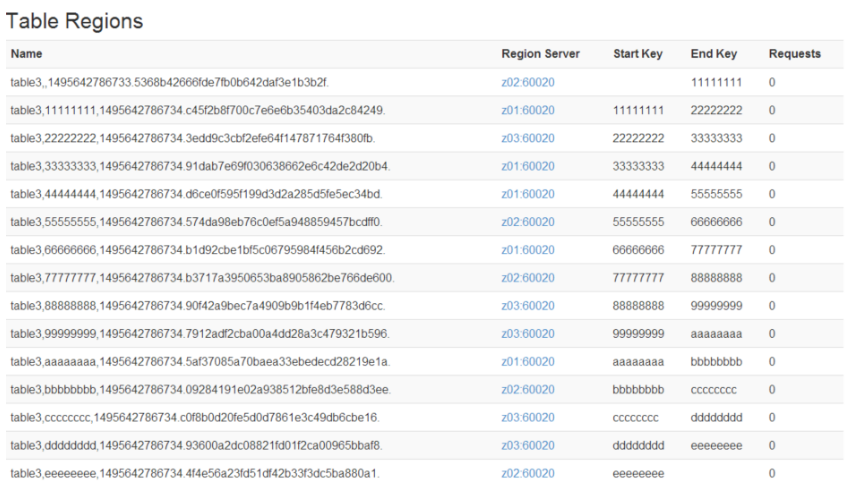 Table Regions
Name Region Server Start Key End Key Requests
table3,,1495642786733.5368b42666fde7fb0b642daf3e1b3b2f. z02:60020 11111111 0
table3,11111111,1495642786734.c45f2b8f700c7e6e6b35403da2c84249. z01:60020 11111111 22222222 0
table3,22222222,1495642786734.3edd9c3cbf2efe64f147871764f380fb. z03:60020 22222222 33333333 0
table3,33333333,1495642786734.91dab7e69f030638662e6c42de2d20b4. z01:60020 33333333 44444444 0
table3,44444444,1495642786734.d6ce0f595f199d3d2a285d5fe5ec34bd. z01:60020 44444444 55555555 0
table3,55555555,1495642786734.574da98eb76c0ef5a948859457bcdff0. z02:60020 55555555 66666666 0
table3,66666666,1495642786734.b1d92cbe1bf5c06795984f456b2cd692. z01:60020 66666666 77777777 0
table3,77777777,1495642786734.b3717a3950653ba8905862be766de600. z02:60020 77777777 88888888 0
table3,88888888,1495642786734.90f42a9bec7a4909b9b1f4eb7783d6cc. z03:60020 88888888 99999999 0
table3,99999999,1495642786734.7912adf2cba00a4dd28a3c479321b596. z03:60020 99999999 aaaaaaaa 0
table3,aaaaaaaa,1495642786734.5af37085a70baea33ebedecd28219e1a. z01:60020 aaaaaaaa bbbbbbbb 0
table3,bbbbbbbb,1495642786734.09284191e02a938512bfe8d3e588d3ee. z02:60020 bbbbbbbb cccccccc 0
table3,cccccccc,1495642786734.c0f8b0d20fe5d0d7861e3c49db6cbe16. z03:60020 cccccccc dddddddd 0
table3,dddddddd,1495642786734.93600a2dc08821fd01f2ca00965bbaf8. z03:60020 dddddddd eeeeeeee 0
table3,eeeeeeee,1495642786734.4f4e56a23fd51df42b33f3dc5ba880a1. z02:60020 eeeeeeee 0